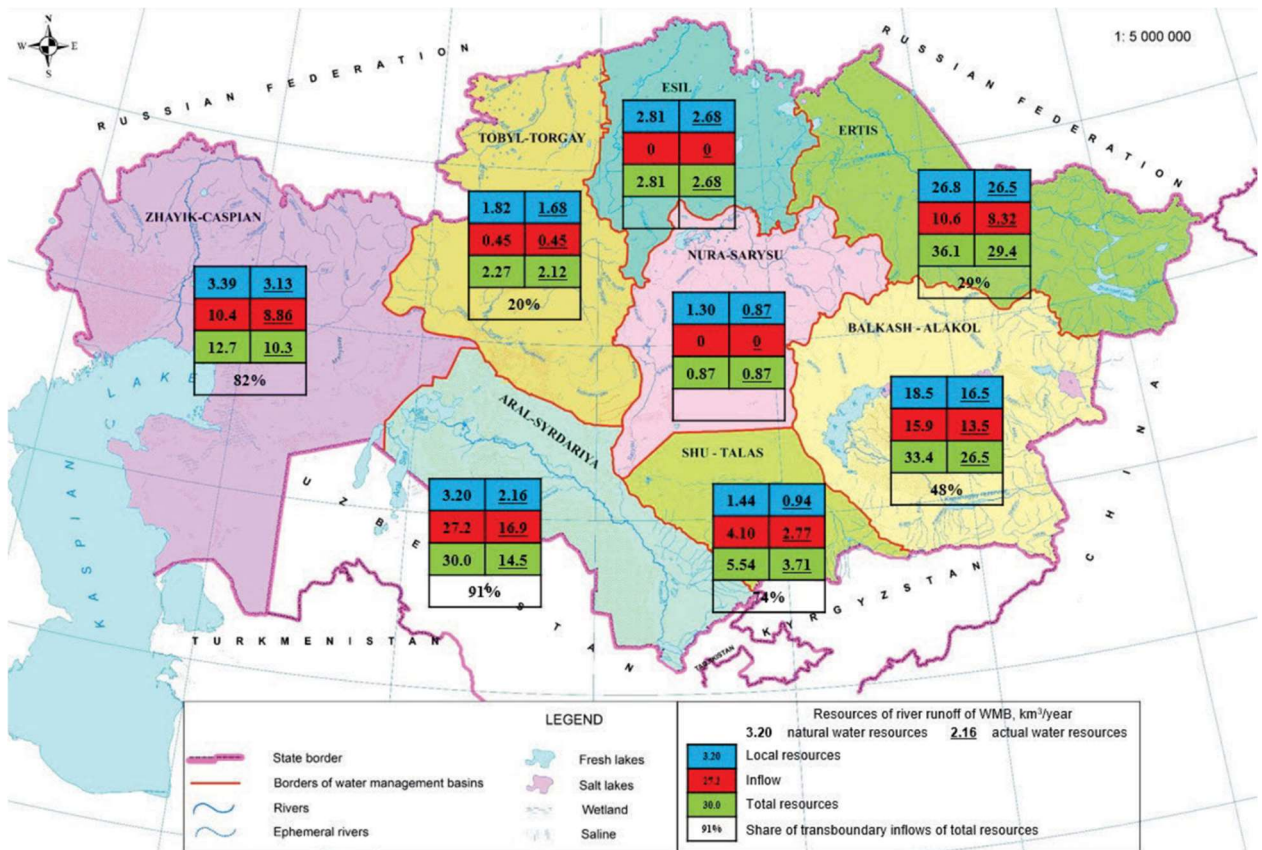 N
W E
S
1: 5 000 000
RUSSIAN FEDERATION
RUSSIAN FEDERATION
ESIL
2.81 2.68
0 0
2.81 2.68
TOBYL-TORGAY
1.82 1.68
0.45 0.45
2.27 2.12
20%
ERTIS
26.8 26.5
10.6 8.32
36.1 29.4
29%
ZHAYIK-CASPIAN
3.39 3.13
10.4 8.86
12.7 10.3
82%
NURA-SARYSU
1.30 0.87
0 0
0.87 0.87
BALKASH - ALAKOL
18.5 16.5
15.9 13.5
33.4 26.5
48%
ARAL-SYRDARIYA
3.20 2.16
27.2 16.9
30.0 14.5
91%
SHU - TALAS
1.44 0.94
4.10 2.77
5.54 3.71
74%
CASPIAN LAKE
UZBEKISTAN
TURKMENISTAN
KYRGYZSTAN
CHINA
LEGEND
State border
Borders of water management basins
Rivers
Ephemeral rivers
Fresh lakes
Salt lakes
Wetland
Saline
Resources of river runoff of WMB, km³/year
3.20 natural water resources 2.16 actual water resources
3.20 Local resources
27.2 Inflow
30.0 Total resources
91% Share of transboundary inflows of total resources